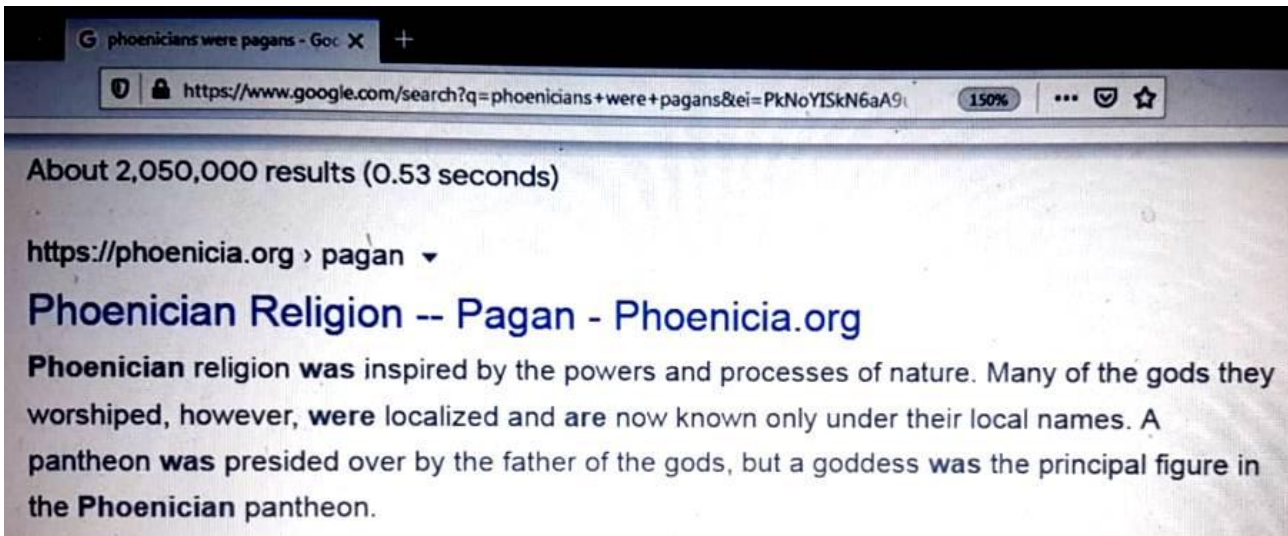 G phoenicians were pagans - Goc X +
https://www.google.com/search?q=phoenicians+were+pagans&ei=PkNoYISkN6aA9 150% ...
About 2,050,000 results (0.53 seconds)
https://phoenicia.org › pagan
Phoenician Religion -- Pagan - Phoenicia.org
Phoenician religion was inspired by the powers and processes of nature. Many of the gods they
worshiped, however, were localized and are now known only under their local names. A
pantheon was presided over by the father of the gods, but a goddess was the principal figure in
the Phoenician pantheon.